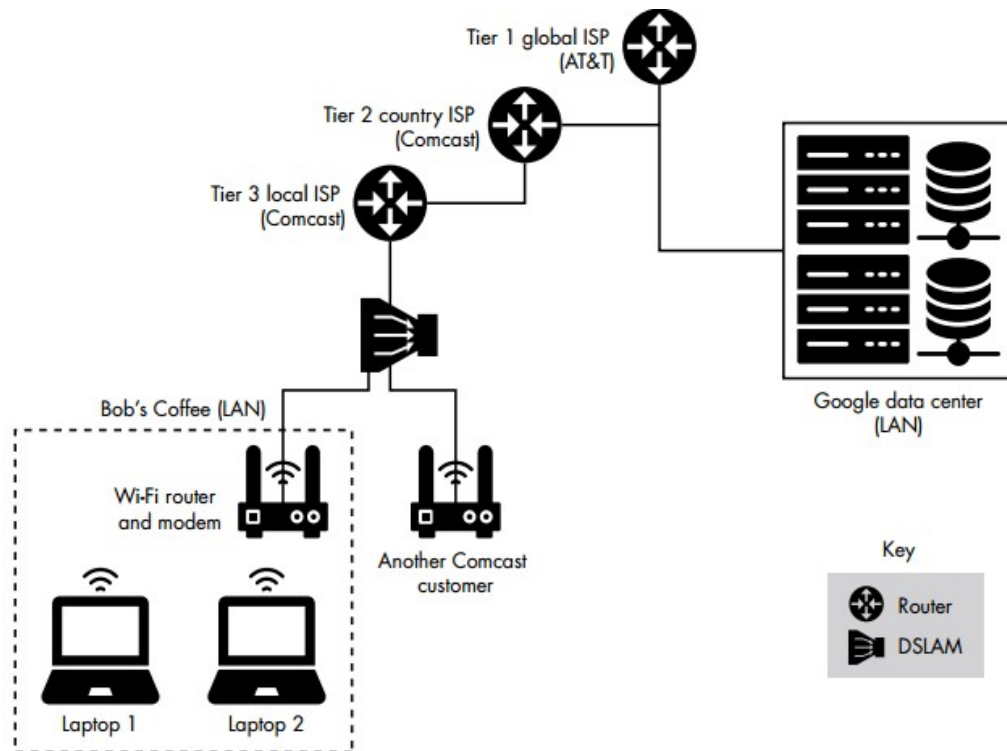 Tier 1 global ISP
(AT&T)
Tier 2 country ISP
(Comcast)
Tier 3 local ISP
(Comcast)
Google data center
(LAN)
Bob's Coffee (LAN)
Wi-Fi router
and modem
Another Comcast
customer
Laptop 1
Laptop 2
Key
Router
DSLAM